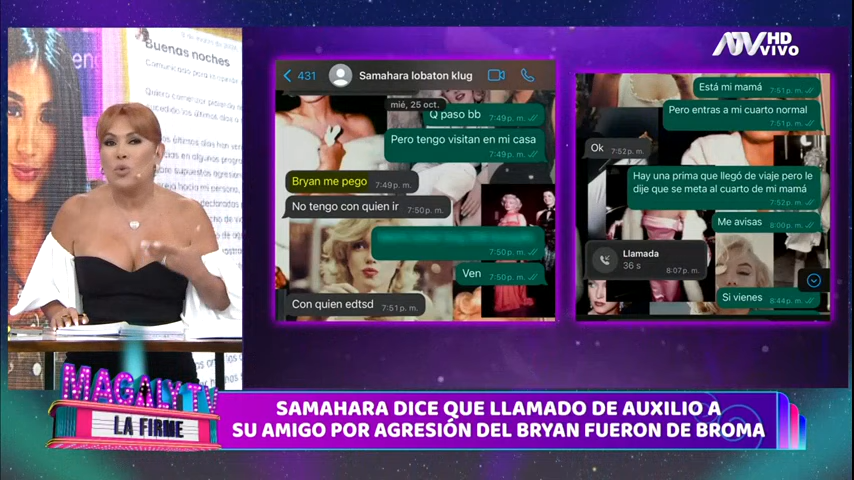 ATV HD
VIVO
Buenas noches
431
Samahara lobaton klug
mié, 25 oct.
Q paso bb
7:49 p. m.
Pero tengo visitan en mi casa
7:49 p. m.
Bryan me pego
7:49 p. m.
No tengo con quien ir
7:50 p. m.
7:50 p. m.
Ven
7:50 p. m.
Con quien edtsd
7:51 p. m.
Está mi mamá
7:51 p. m.
Pero entras a mi cuarto normal
7:51 p. m.
Ok
7:52 p. m.
Hay una prima que llegó de viaje pero le
dije que se meta al cuarto de mi mamá
7:52 p. m.
Me avisas
8:00 p. m.
Llamada
36 s
8:07 p. m.
Si vienes
8:44 p. m.
MAGALY TV
LA FIRME
SAMAHARA DICE QUE LLAMADO DE AUXILIO A
SU AMIGO POR AGRESIÓN DEL BRYAN FUERON DE BROMA